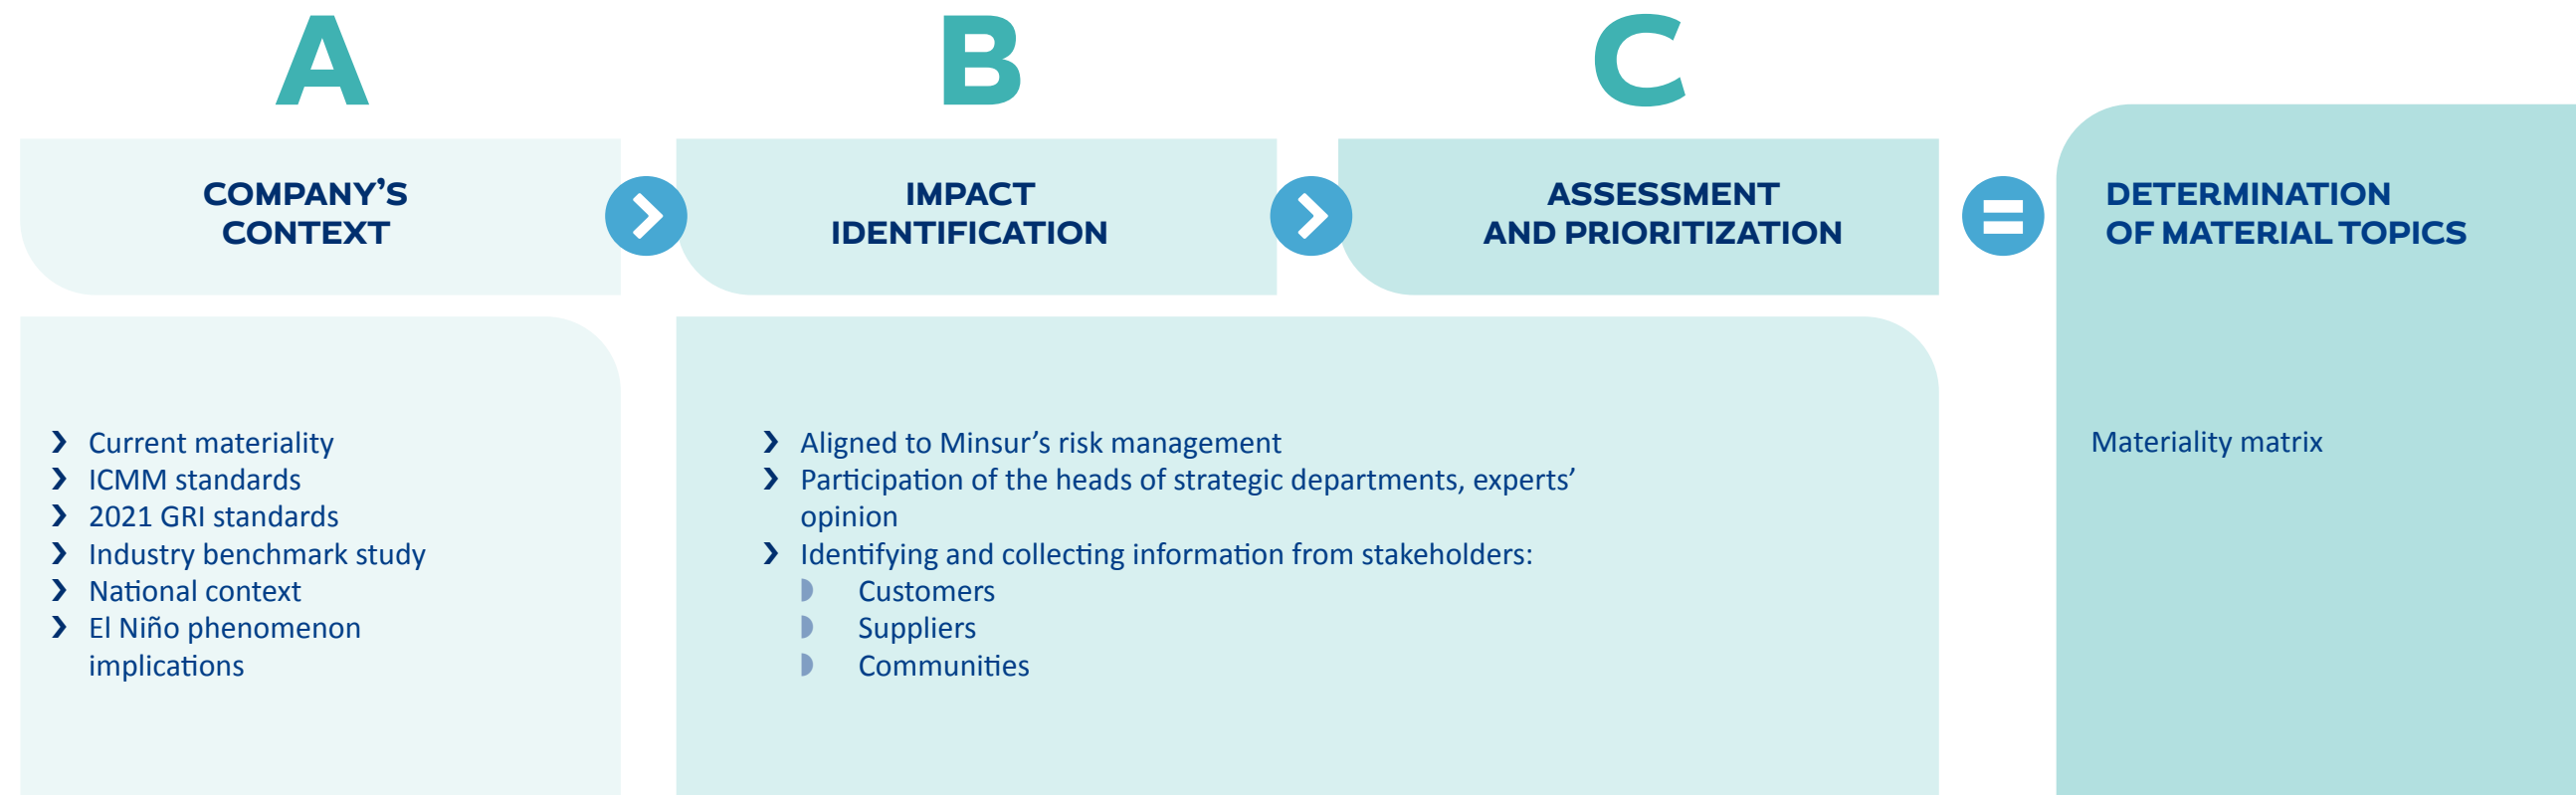 A
B
C
COMPANY’S
CONTEXT
IMPACT
IDENTIFICATION
ASSESSMENT
AND PRIORITIZATION
DETERMINATION
OF MATERIAL TOPICS
Current materiality
ICMM standards
2021 GRI standards
Industry benchmark study
National context
El Niño phenomenon
implications
Aligned to Minsur’s risk management
Participation of the heads of strategic departments, experts’
opinion
Identifying and collecting information from stakeholders:
Customers
Suppliers
Communities
Materiality matrix